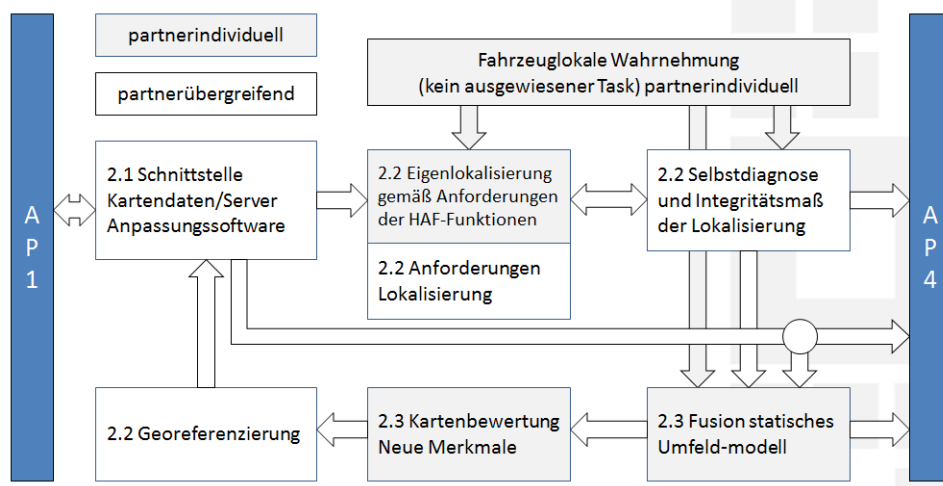 partnerindividuell
partnerübergreifend
Fahrzeuglokale Wahrnehmung
(kein ausgewiesener Task) partnerindividuell
A
P
1
2.1 Schnittstelle
Kartendaten/Server
Anpassungssoftware
2.2 Eigenlokalisierung
gemäß Anforderungen
der HAF-Funktionen
2.2 Anforderungen
Lokalisierung
2.2 Selbstdiagnose
und Integritätsmaß
der Lokalisierung
A
P
4
2.2 Georeferenzierung
2.3 Kartenbewertung
Neue Merkmale
2.3 Fusion statisches
Umfeld-modell